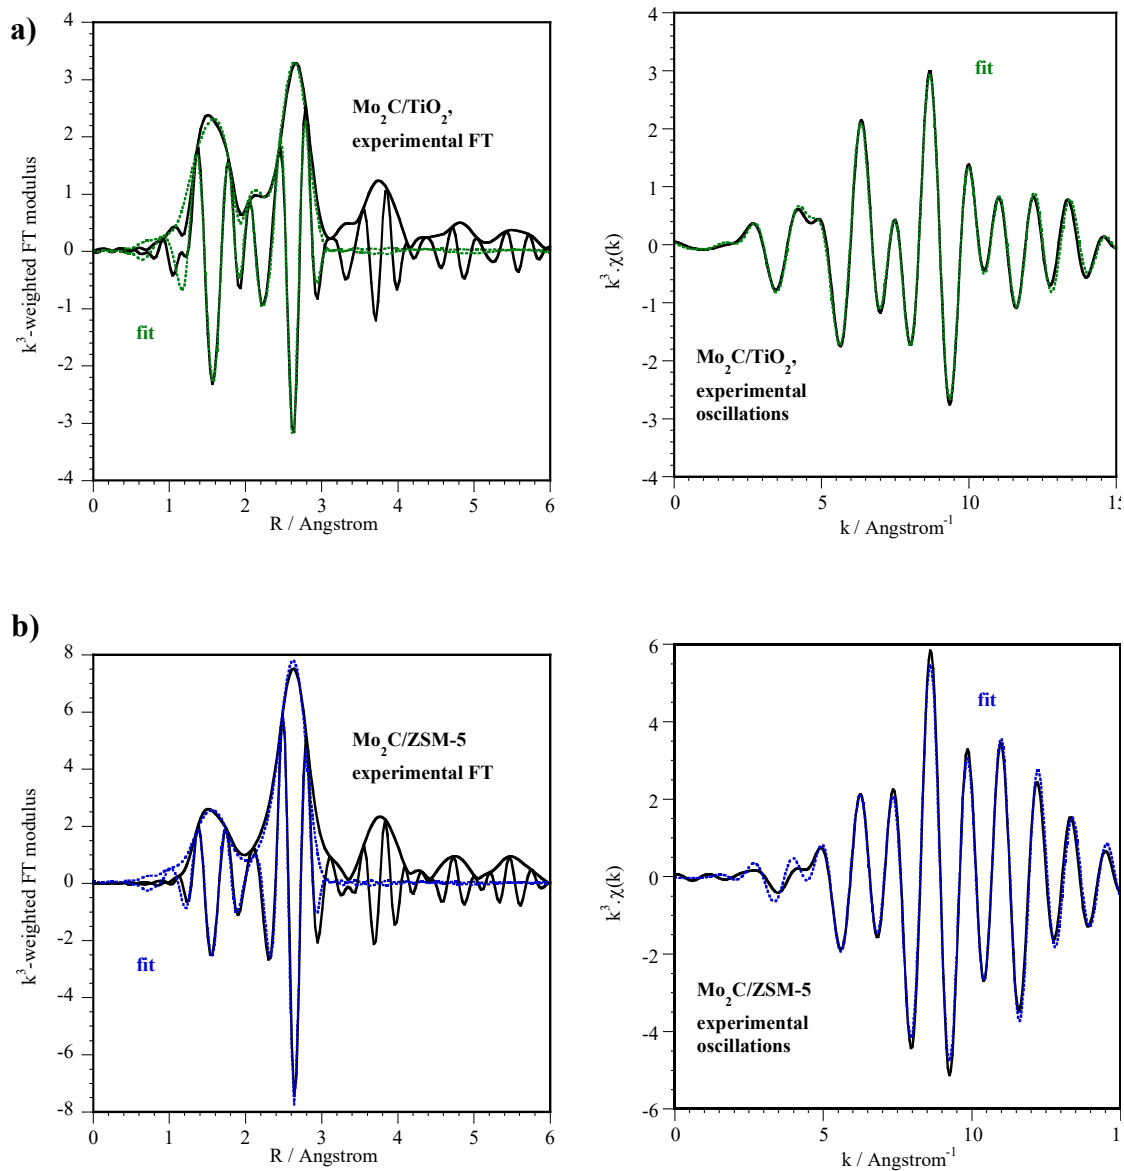 a)
4
3
2
1
0
-1
-2
-3
-4
k³-weighted FT modulus
Mo₂C/TiO₂,
experimental FT
fit
0 1 2 3 4 5 6
R / Angstrom
4
3
2
1
0
-1
-2
-3
-4
k³.χ(k)
fit
Mo₂C/TiO₂,
experimental
oscillations
0 5 10 15
k / Angstrom⁻¹
b)
8
6
4
2
0
-2
-4
-6
-8
k³-weighted FT modulus
Mo₂C/ZSM-5
experimental FT
fit
0 1 2 3 4 5 6
R / Angstrom
6
4
2
0
-2
-4
-6
k³.χ(k)
fit
Mo₂C/ZSM-5
experimental
oscillations
0 5 10 15
k / Angstrom⁻¹